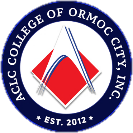 ACLC COLLEGE OF ORMOC CITY, INC.
* EST. 2012 *